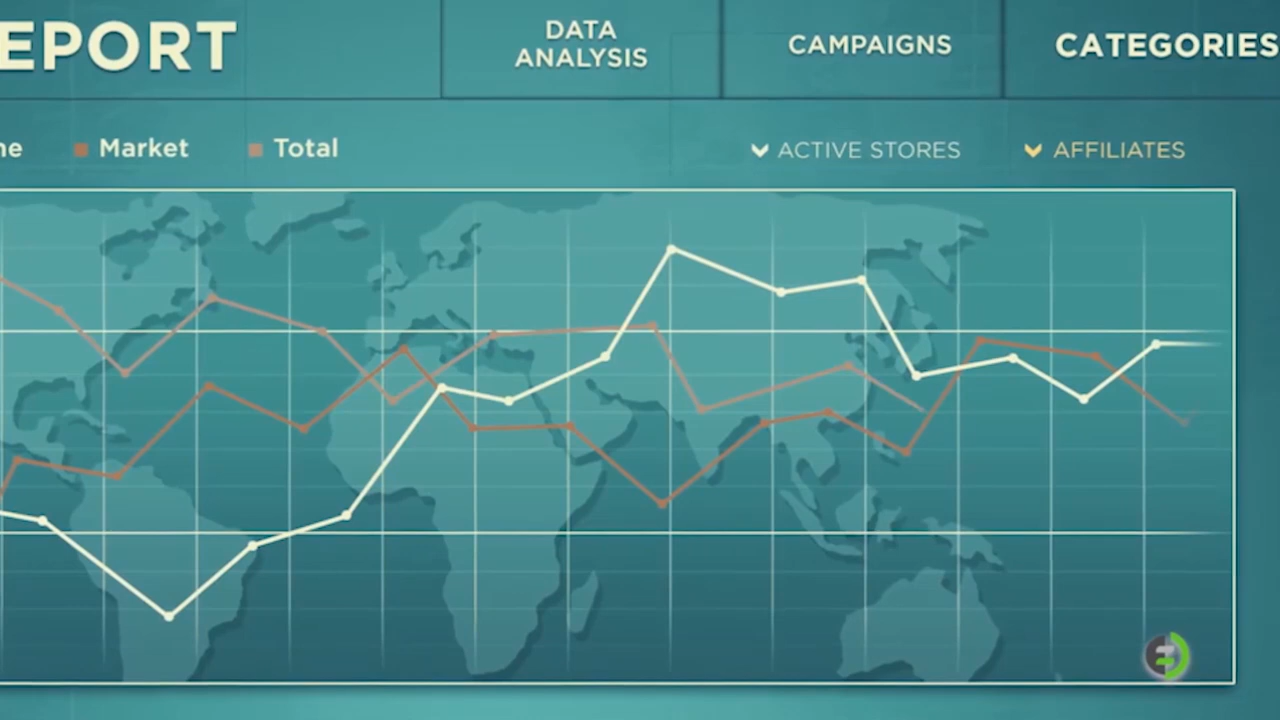 EPORT
DATA
ANALYSIS
CAMPAIGNS
CATEGORIES
ne
Market
Total
ACTIVE STORES
AFFILIATES